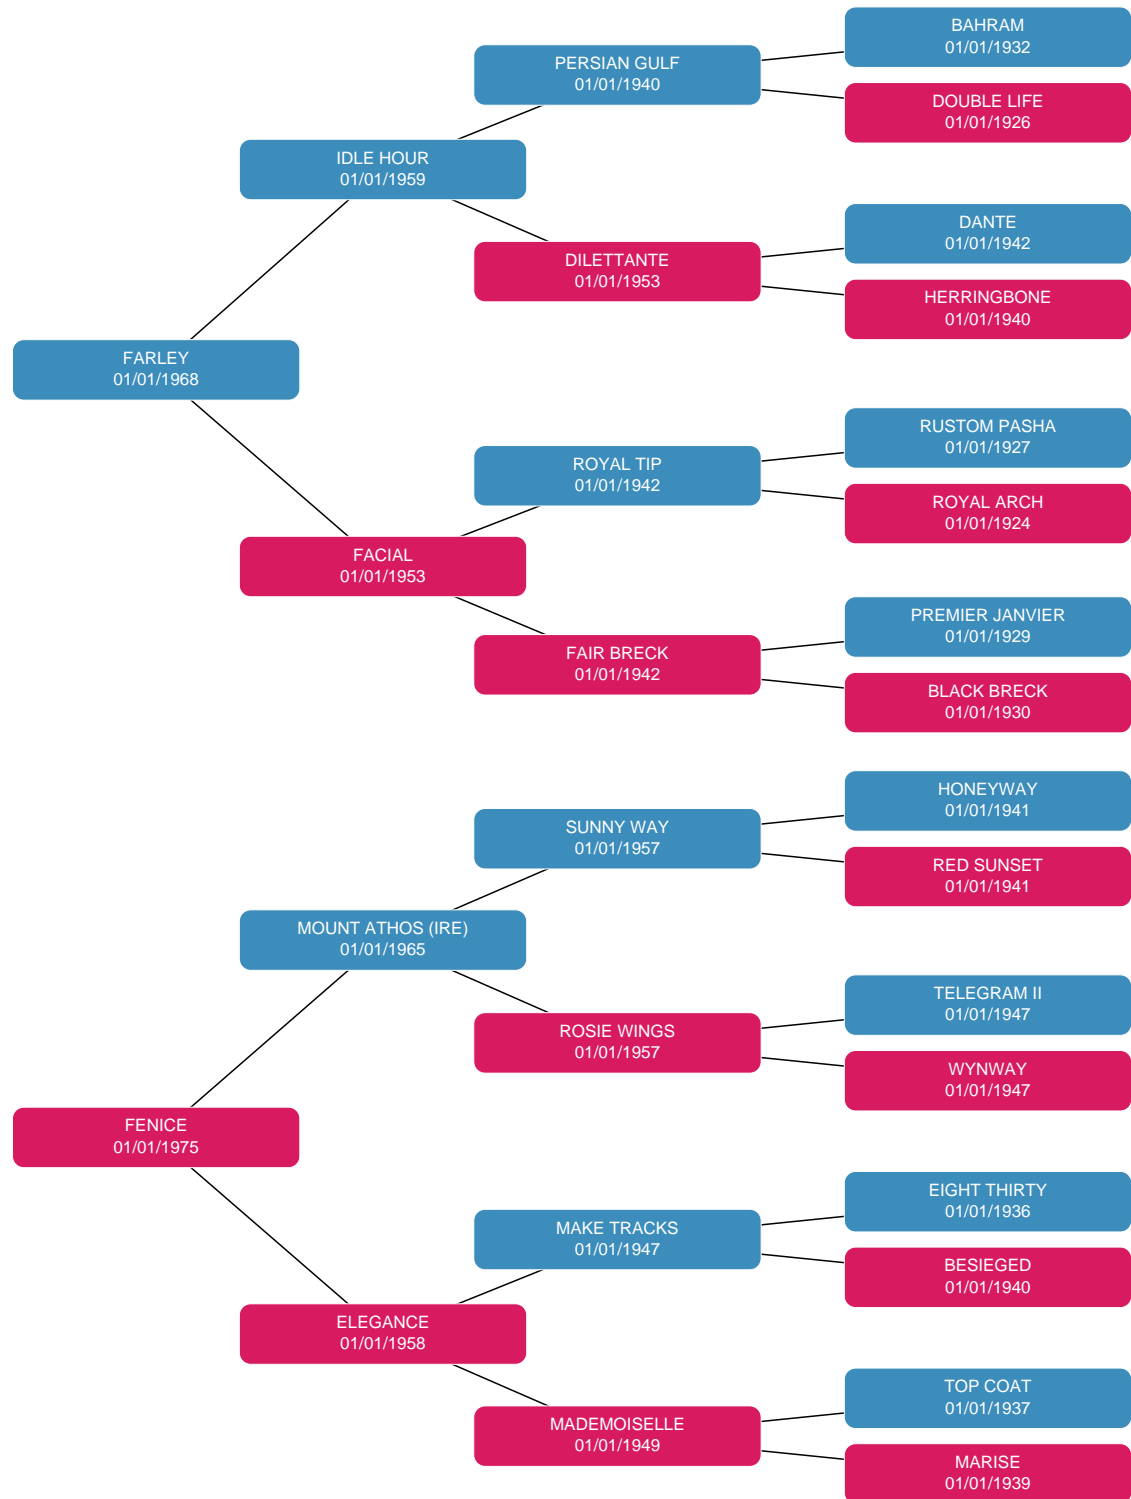 BAHRAM
01/01/1932
PERSIAN GULF
01/01/1940
DOUBLE LIFE
01/01/1926
IDLE HOUR
01/01/1959
DANTE
01/01/1942
DILETTANTE
01/01/1953
HERRINGBONE
01/01/1940
FARLEY
01/01/1968
RUSTOM PASHA
01/01/1927
ROYAL TIP
01/01/1942
ROYAL ARCH
01/01/1924
FACIAL
01/01/1953
PREMIER JANVIER
01/01/1929
FAIR BRECK
01/01/1942
BLACK BRECK
01/01/1930
HONEYWAY
01/01/1941
SUNNY WAY
01/01/1957
RED SUNSET
01/01/1941
MOUNT ATHOS (IRE)
01/01/1965
TELEGRAM II
01/01/1947
ROSIE WINGS
01/01/1957
WYNWAY
01/01/1947
FENICE
01/01/1975
EIGHT THIRTY
01/01/1936
MAKE TRACKS
01/01/1947
BESIEGED
01/01/1940
ELEGANCE
01/01/1958
TOP COAT
01/01/1937
MADEMOISELLE
01/01/1949
MARISE
01/01/1939